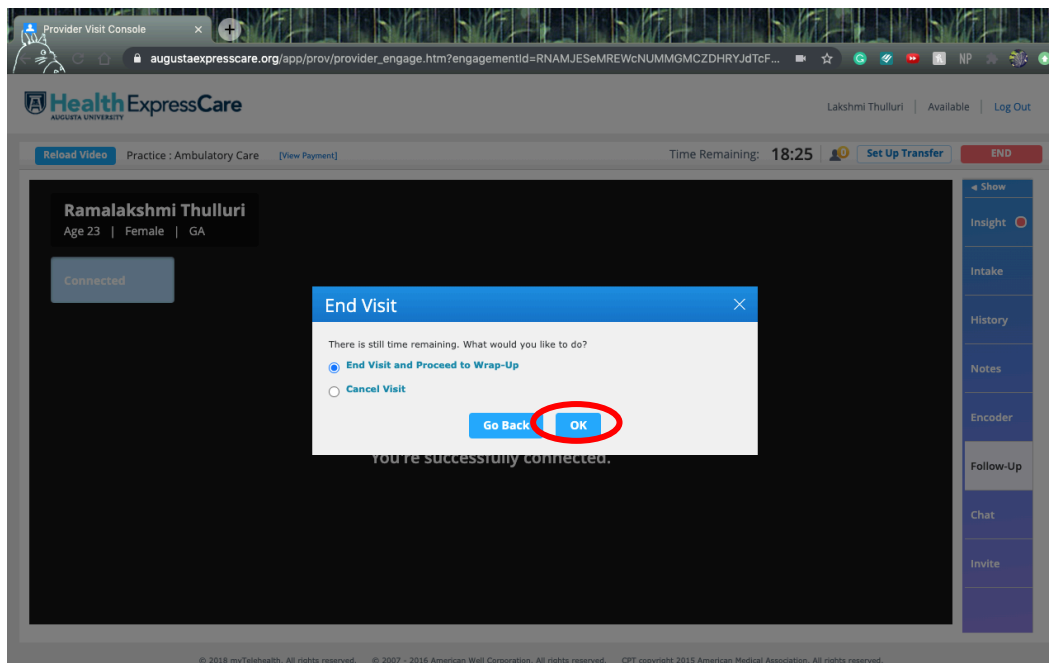 Provider Visit Console
augustaexpresscare.org/app/prov/provider_engage.htm?engagementId=RNAMJESeMREWcNUMMGMCZDHRYJdTcF...
NP
Health ExpressCare
AUGUSTA UNIVERSITY
Lakshmi Thulluri | Available | Log Out
Reload Video Practice : Ambulatory Care [View Payment] Time Remaining: 18:25 0 Set Up Transfer END
Show
Ramalakshmi Thulluri
Age 23 | Female | GA
Connected
Insight
Intake
History
Notes
Encoder
Follow-Up
Chat
Invite
End Visit
There is still time remaining. What would you like to do?
End Visit and Proceed to Wrap-Up
Cancel Visit
Go Back OK
You're successfully connected.
© 2018 myTelehealth. All rights reserved. © 2007 - 2016 American Well Corporation. All rights reserved. CPT copyright 2015 American Medical Association. All rights reserved.